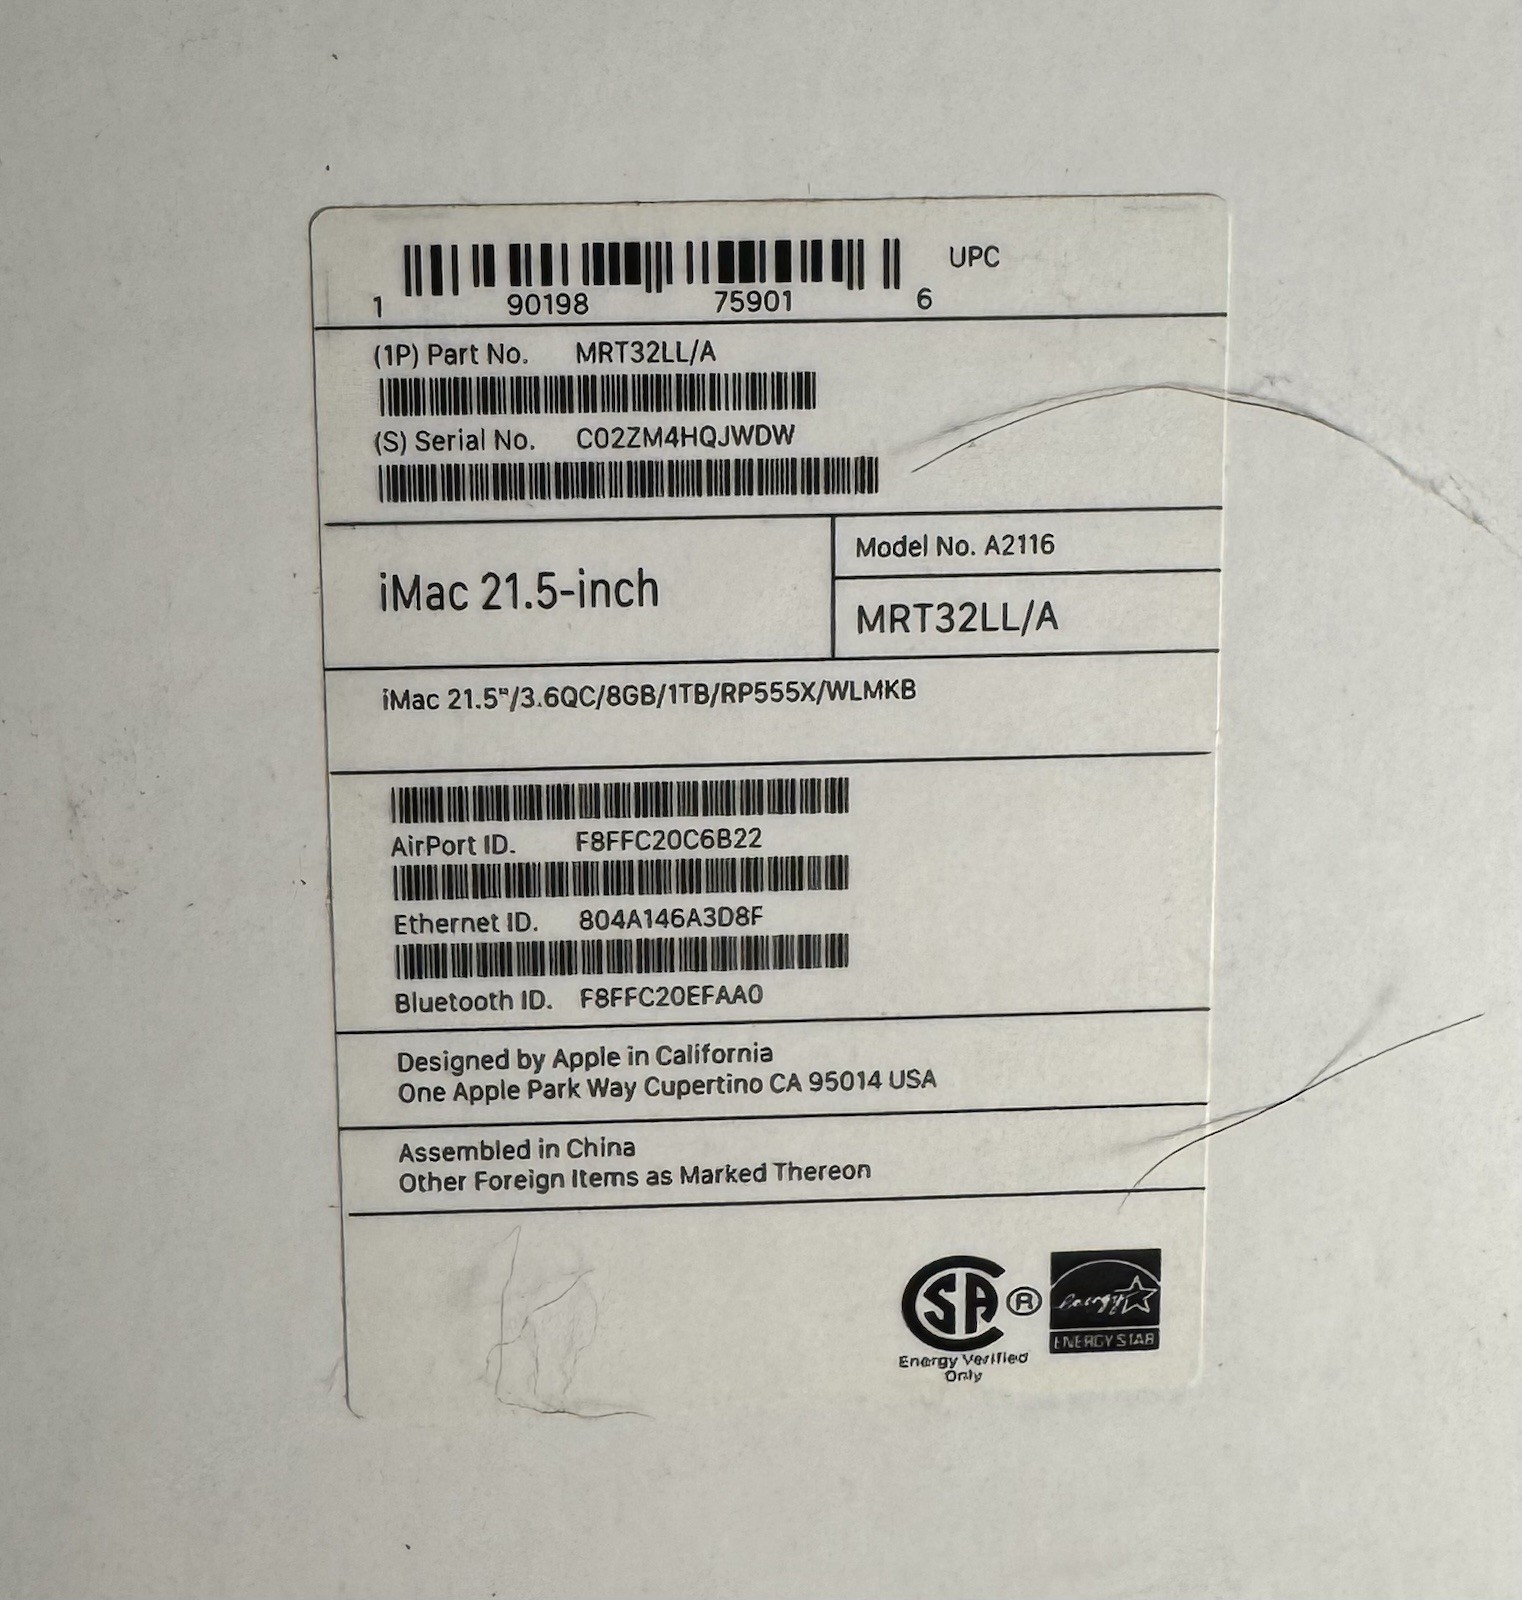 UPC
1 90198 75901 6
(1P) Part No. MRT32LL/A
(S) Serial No. C02ZM4HQJWDW
iMac 21.5-inch
Model No. A2116
MRT32LL/A
iMac 21.5"/3.6QC/8GB/1TB/RP555X/WLMKB
AirPort ID. F8FFC20C6B22
Ethernet ID. 804A146A3D8F
Bluetooth ID. F8FFC20EFAA0
Designed by Apple in California
One Apple Park Way Cupertino CA 95014 USA
Assembled in China
Other Foreign Items as Marked Thereon
SA ®
Energy Verified
Only
energy
ENERGY STAR